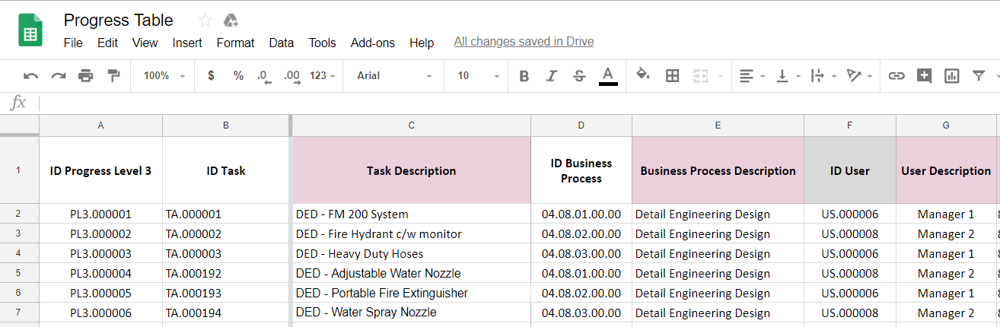 Progress Table
File Edit View Insert Format Data Tools Add-ons Help All changes saved in Drive
100% $ % .0 .00 123 Arial 10 B I S A
fx
A B C D E F G
1 ID Progress Level 3 ID Task Task Description ID Business Process Business Process Description ID User User Description
2 PL3.000001 TA.000001 DED - FM 200 System 04.08.01.00.00 Detail Engineering Design US.000006 Manager 1
3 PL3.000002 TA.000002 DED - Fire Hydrant c/w monitor 04.08.02.00.00 Detail Engineering Design US.000008 Manager 2
4 PL3.000003 TA.000003 DED - Heavy Duty Hoses 04.08.03.00.00 Detail Engineering Design US.000006 Manager 1
5 PL3.000004 TA.000192 DED - Adjustable Water Nozzle 04.08.01.00.00 Detail Engineering Design US.000008 Manager 2
6 PL3.000005 TA.000193 DED - Portable Fire Extinguisher 04.08.02.00.00 Detail Engineering Design US.000006 Manager 1
7 PL3.000006 TA.000194 DED - Water Spray Nozzle 04.08.03.00.00 Detail Engineering Design US.000008 Manager 2